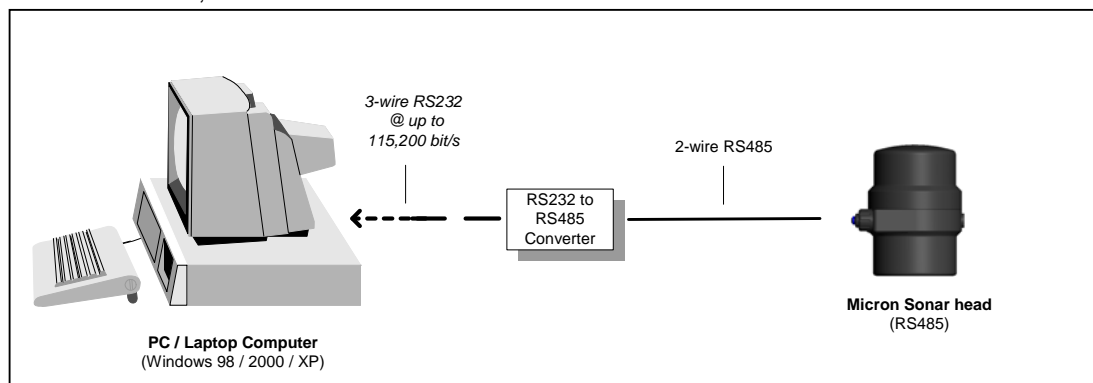 3-wire RS232
@ up to
115,200 bit/s
2-wire RS485
RS232 to
RS485
Converter
Micron Sonar head
(RS485)
PC / Laptop Computer
(Windows 98 / 2000 / XP)